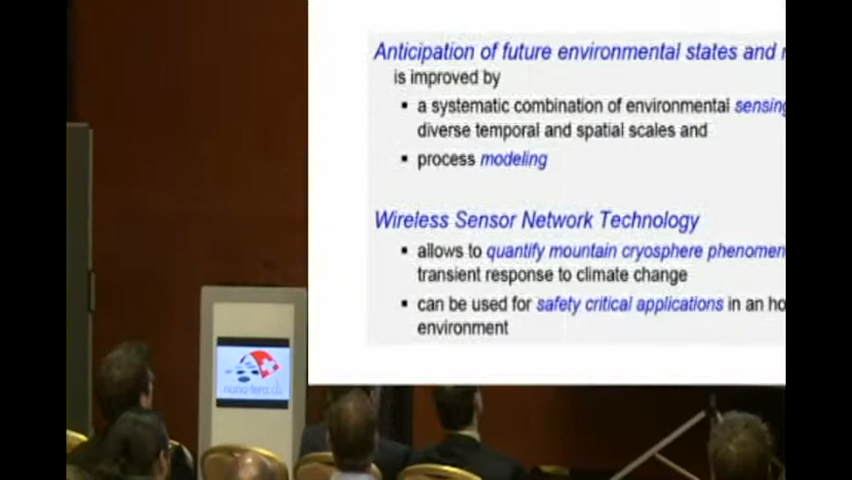 Anticipation of future environmental states and
is improved by
▪ a systematic combination of environmental sensing
diverse temporal and spatial scales and
▪ process modeling
Wireless Sensor Network Technology
▪ allows to quantify mountain cryosphere phenomen
transient response to climate change
▪ can be used for safety critical applications in an ho
environment
nano-tera.ch